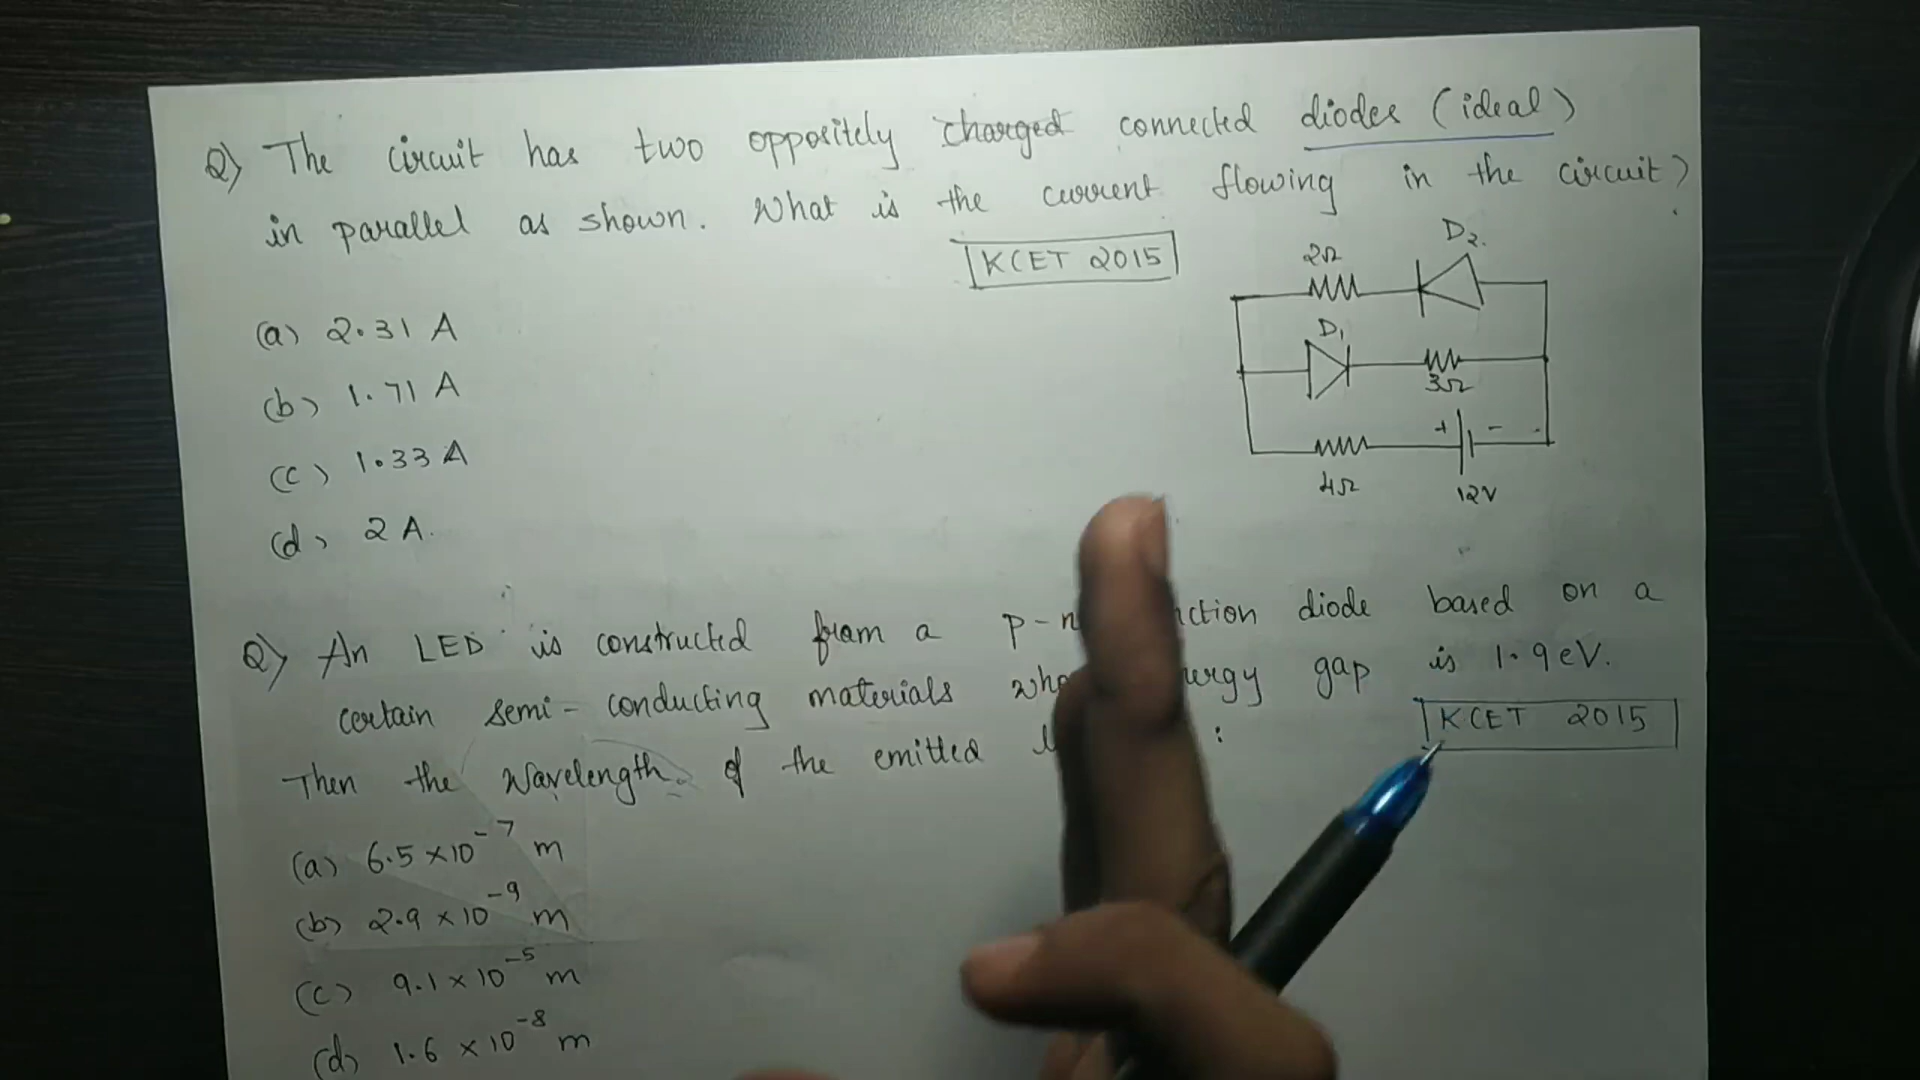 Q) The circuit has two oppositely charged connected diodes (ideal)
in parallel as shown. What is the current flowing in the circuit?
KCET 2015
(a) 2.31 A
(b) 1.71 A
(c) 1.33 A
(d) 2 A.
2Ω
D2.
D1
3Ω
+ -
4Ω
12V
Q) An LED is constructed from a p-n ction diode based on a
certain semi-conducting materials gap is 1.9eV.
KCET 2015
Then the wavelength of the emitted :
(a) 6.5 ×10⁻⁷ m
(b) 2.9 × 10⁻⁹ m
(c) 9.1 × 10⁻⁵ m
(d) 1.6 × 10⁻⁸ m